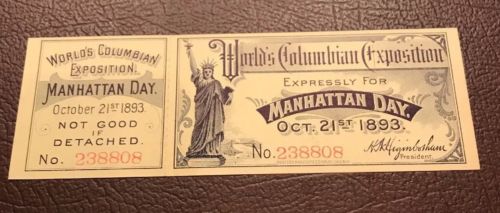 WORLD'S COLUMBIAN
EXPOSITION.
MANHATTAN DAY.
October 21ST 1893.
NOT GOOD
IF
DETACHED.
No. 238808
World's Columbian Exposition
EXPRESSLY FOR
MANHATTAN DAY.
OCT. 21ST 1893.
No. 238808
H.N. Higinbotham
President.